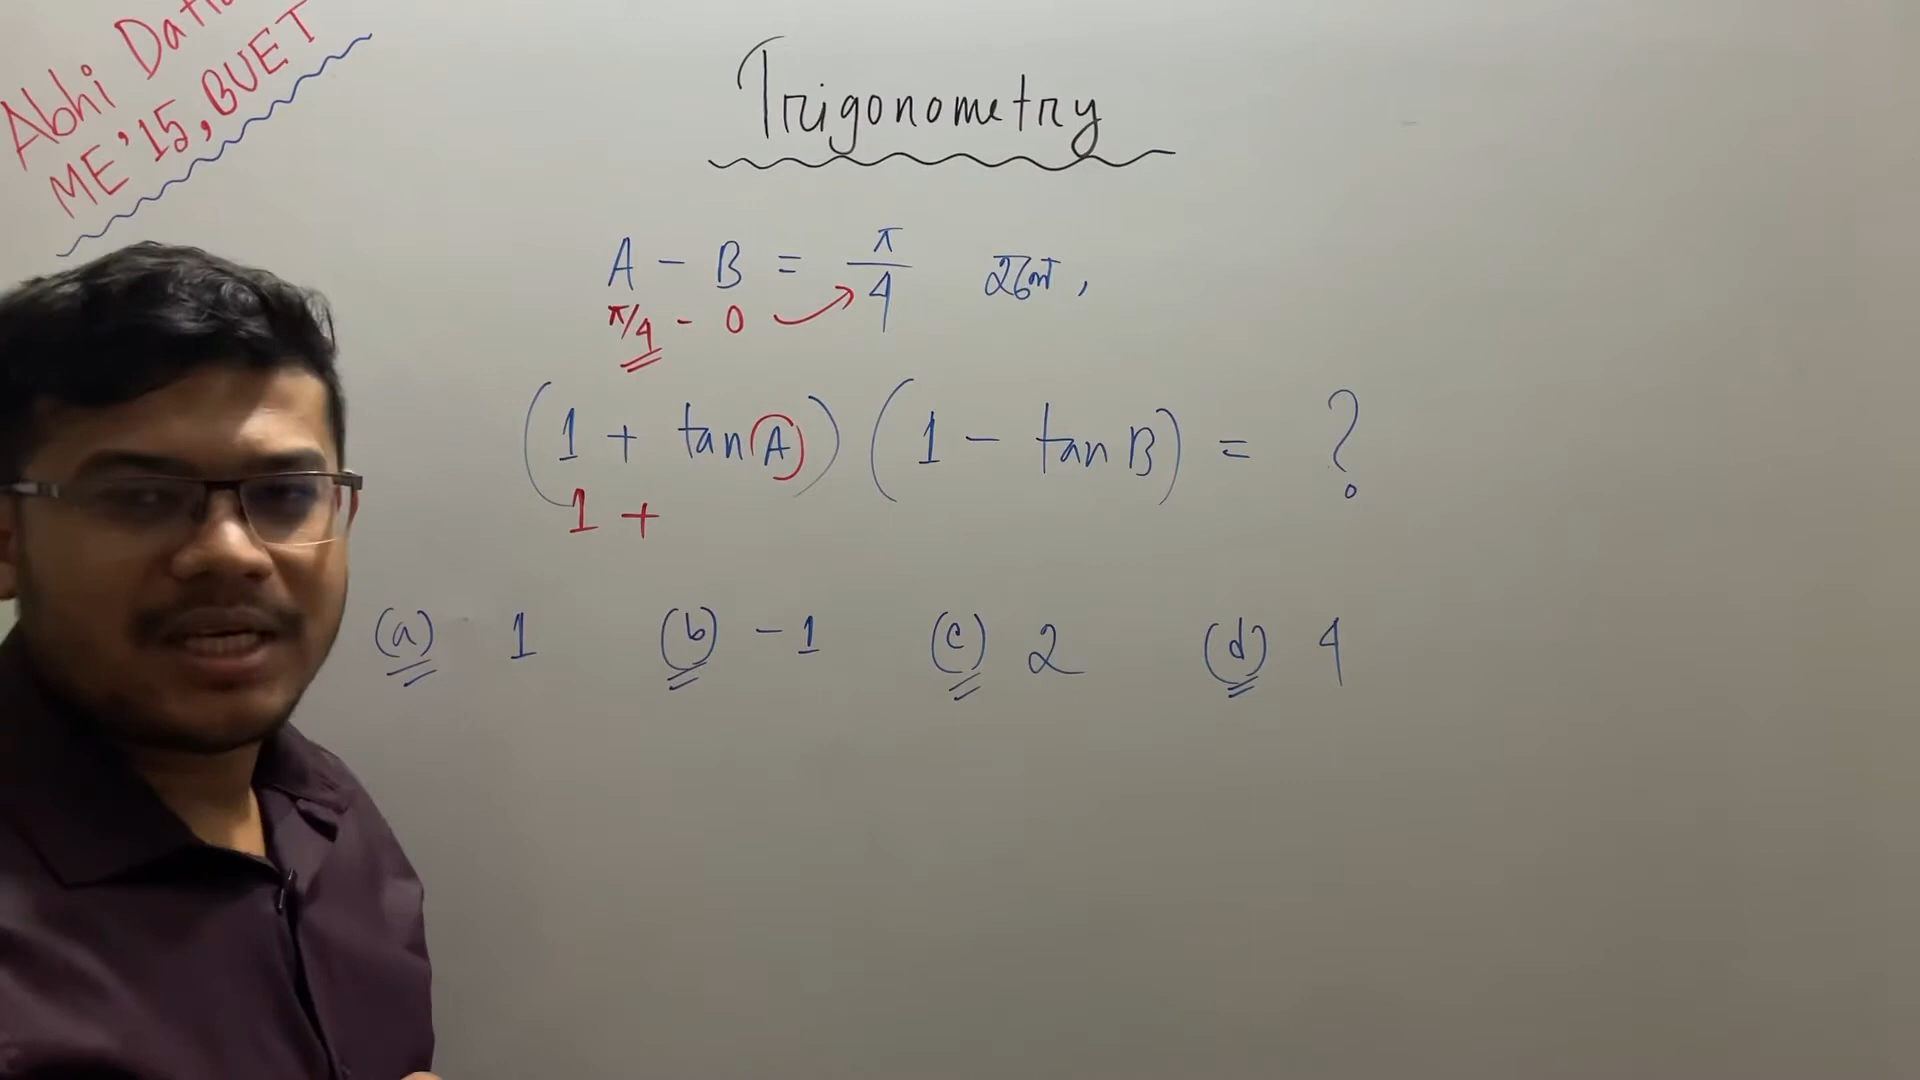 Abhi Datta
ME'15, BUET
Trigonometry
A - B = π/4 হলে,
π/4 - 0
(1 + tan A) (1 - tan B) = ?
1 +
(a) 1 (b) -1 (c) 2 (d) 4